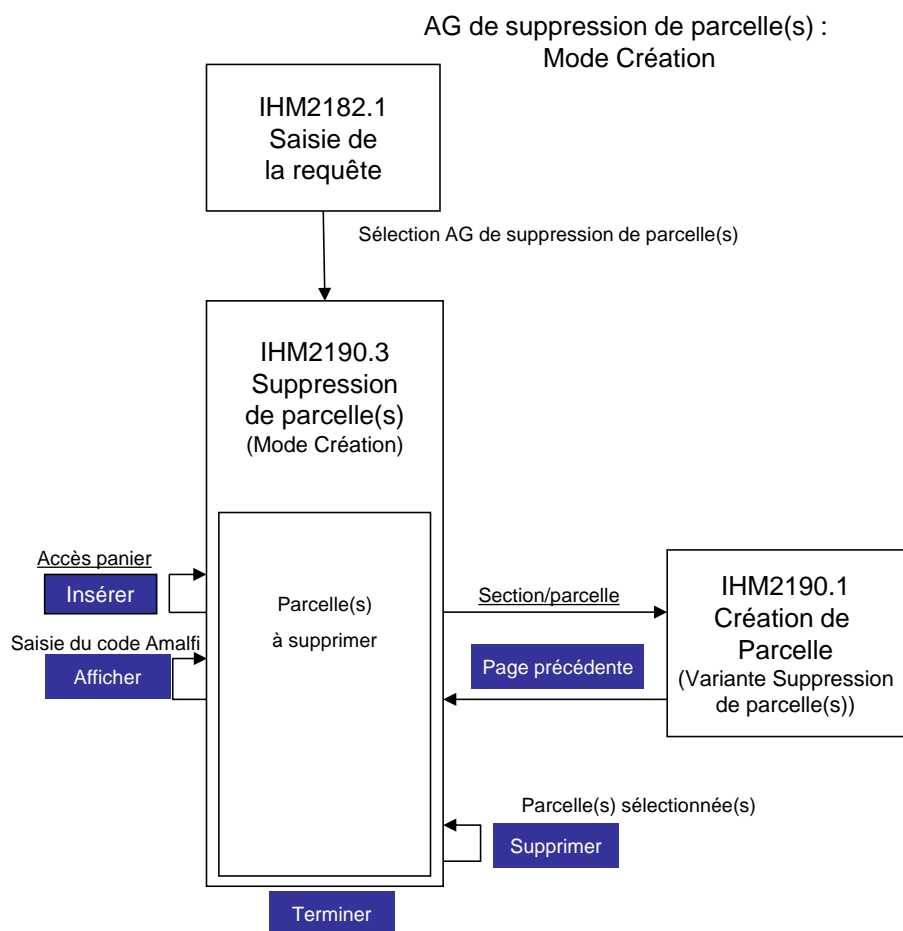 AG de suppression de parcelle(s) :
Mode Création
IHM2182.1
Saisie de
la requête
Sélection AG de suppression de parcelle(s)
IHM2190.3
Suppression
de parcelle(s)
(Mode Création)
Accès panier
Insérer
Saisie du code Amalfi
Afficher
Parcelle(s)
à supprimer
Section/parcelle
Page précédente
IHM2190.1
Création de
Parcelle
(Variante Suppression
de parcelle(s))
Parcelle(s) sélectionnée(s)
Supprimer
Terminer